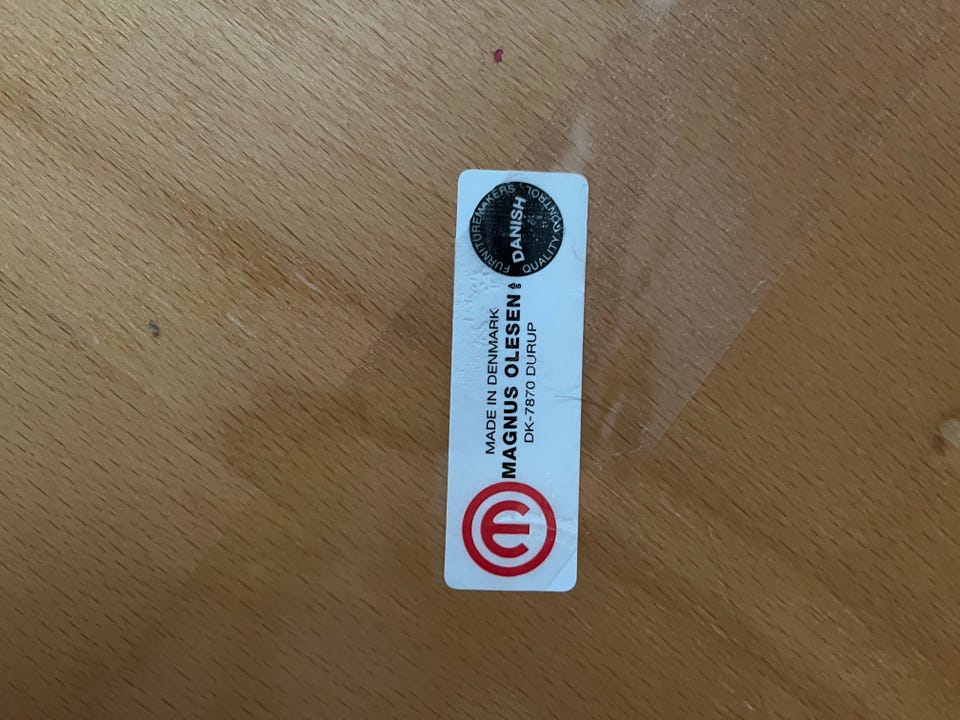 MADE IN DENMARK
MAGNUS OLESEN A/S
DK-7870 DURUP
DANISH
FURNITUREMAKERS
QUALITY CONTROL